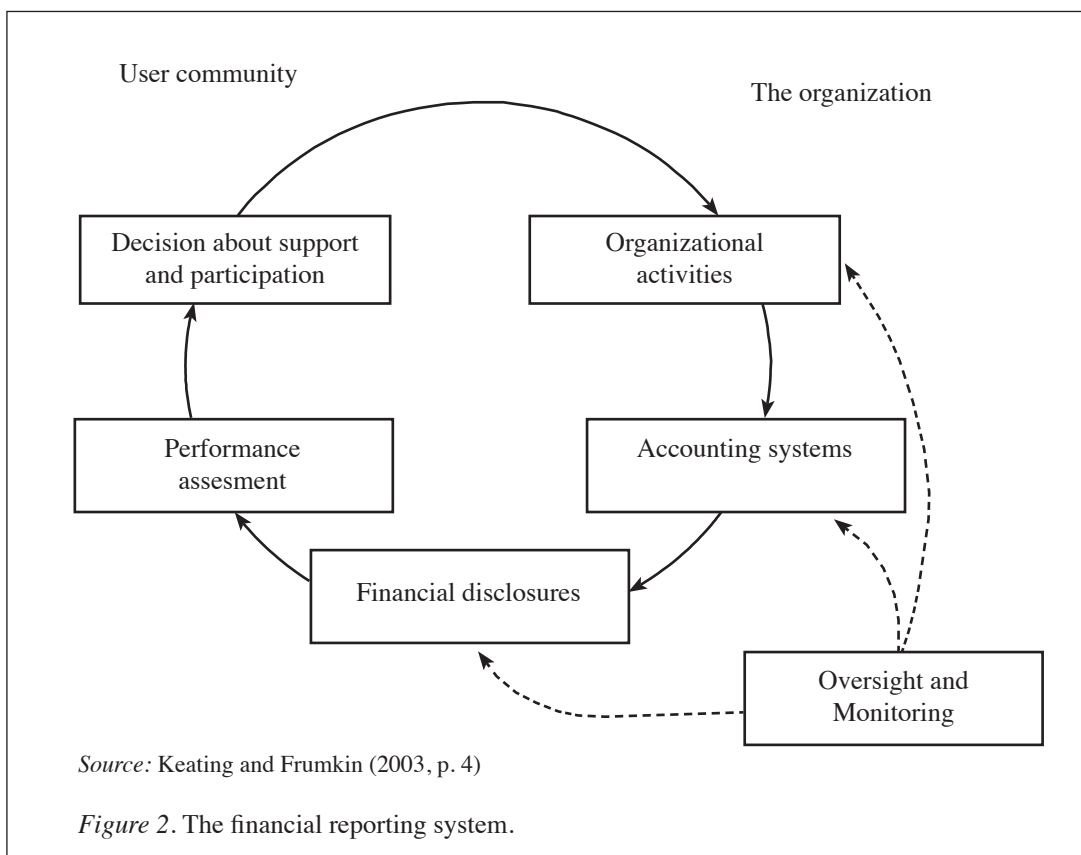 User community
The organization
Decision about support
and participation
Organizational
activities
Performance
assesment
Accounting systems
Financial disclosures
Oversight and
Monitoring
Source: Keating and Frumkin (2003, p. 4)
Figure 2. The financial reporting system.